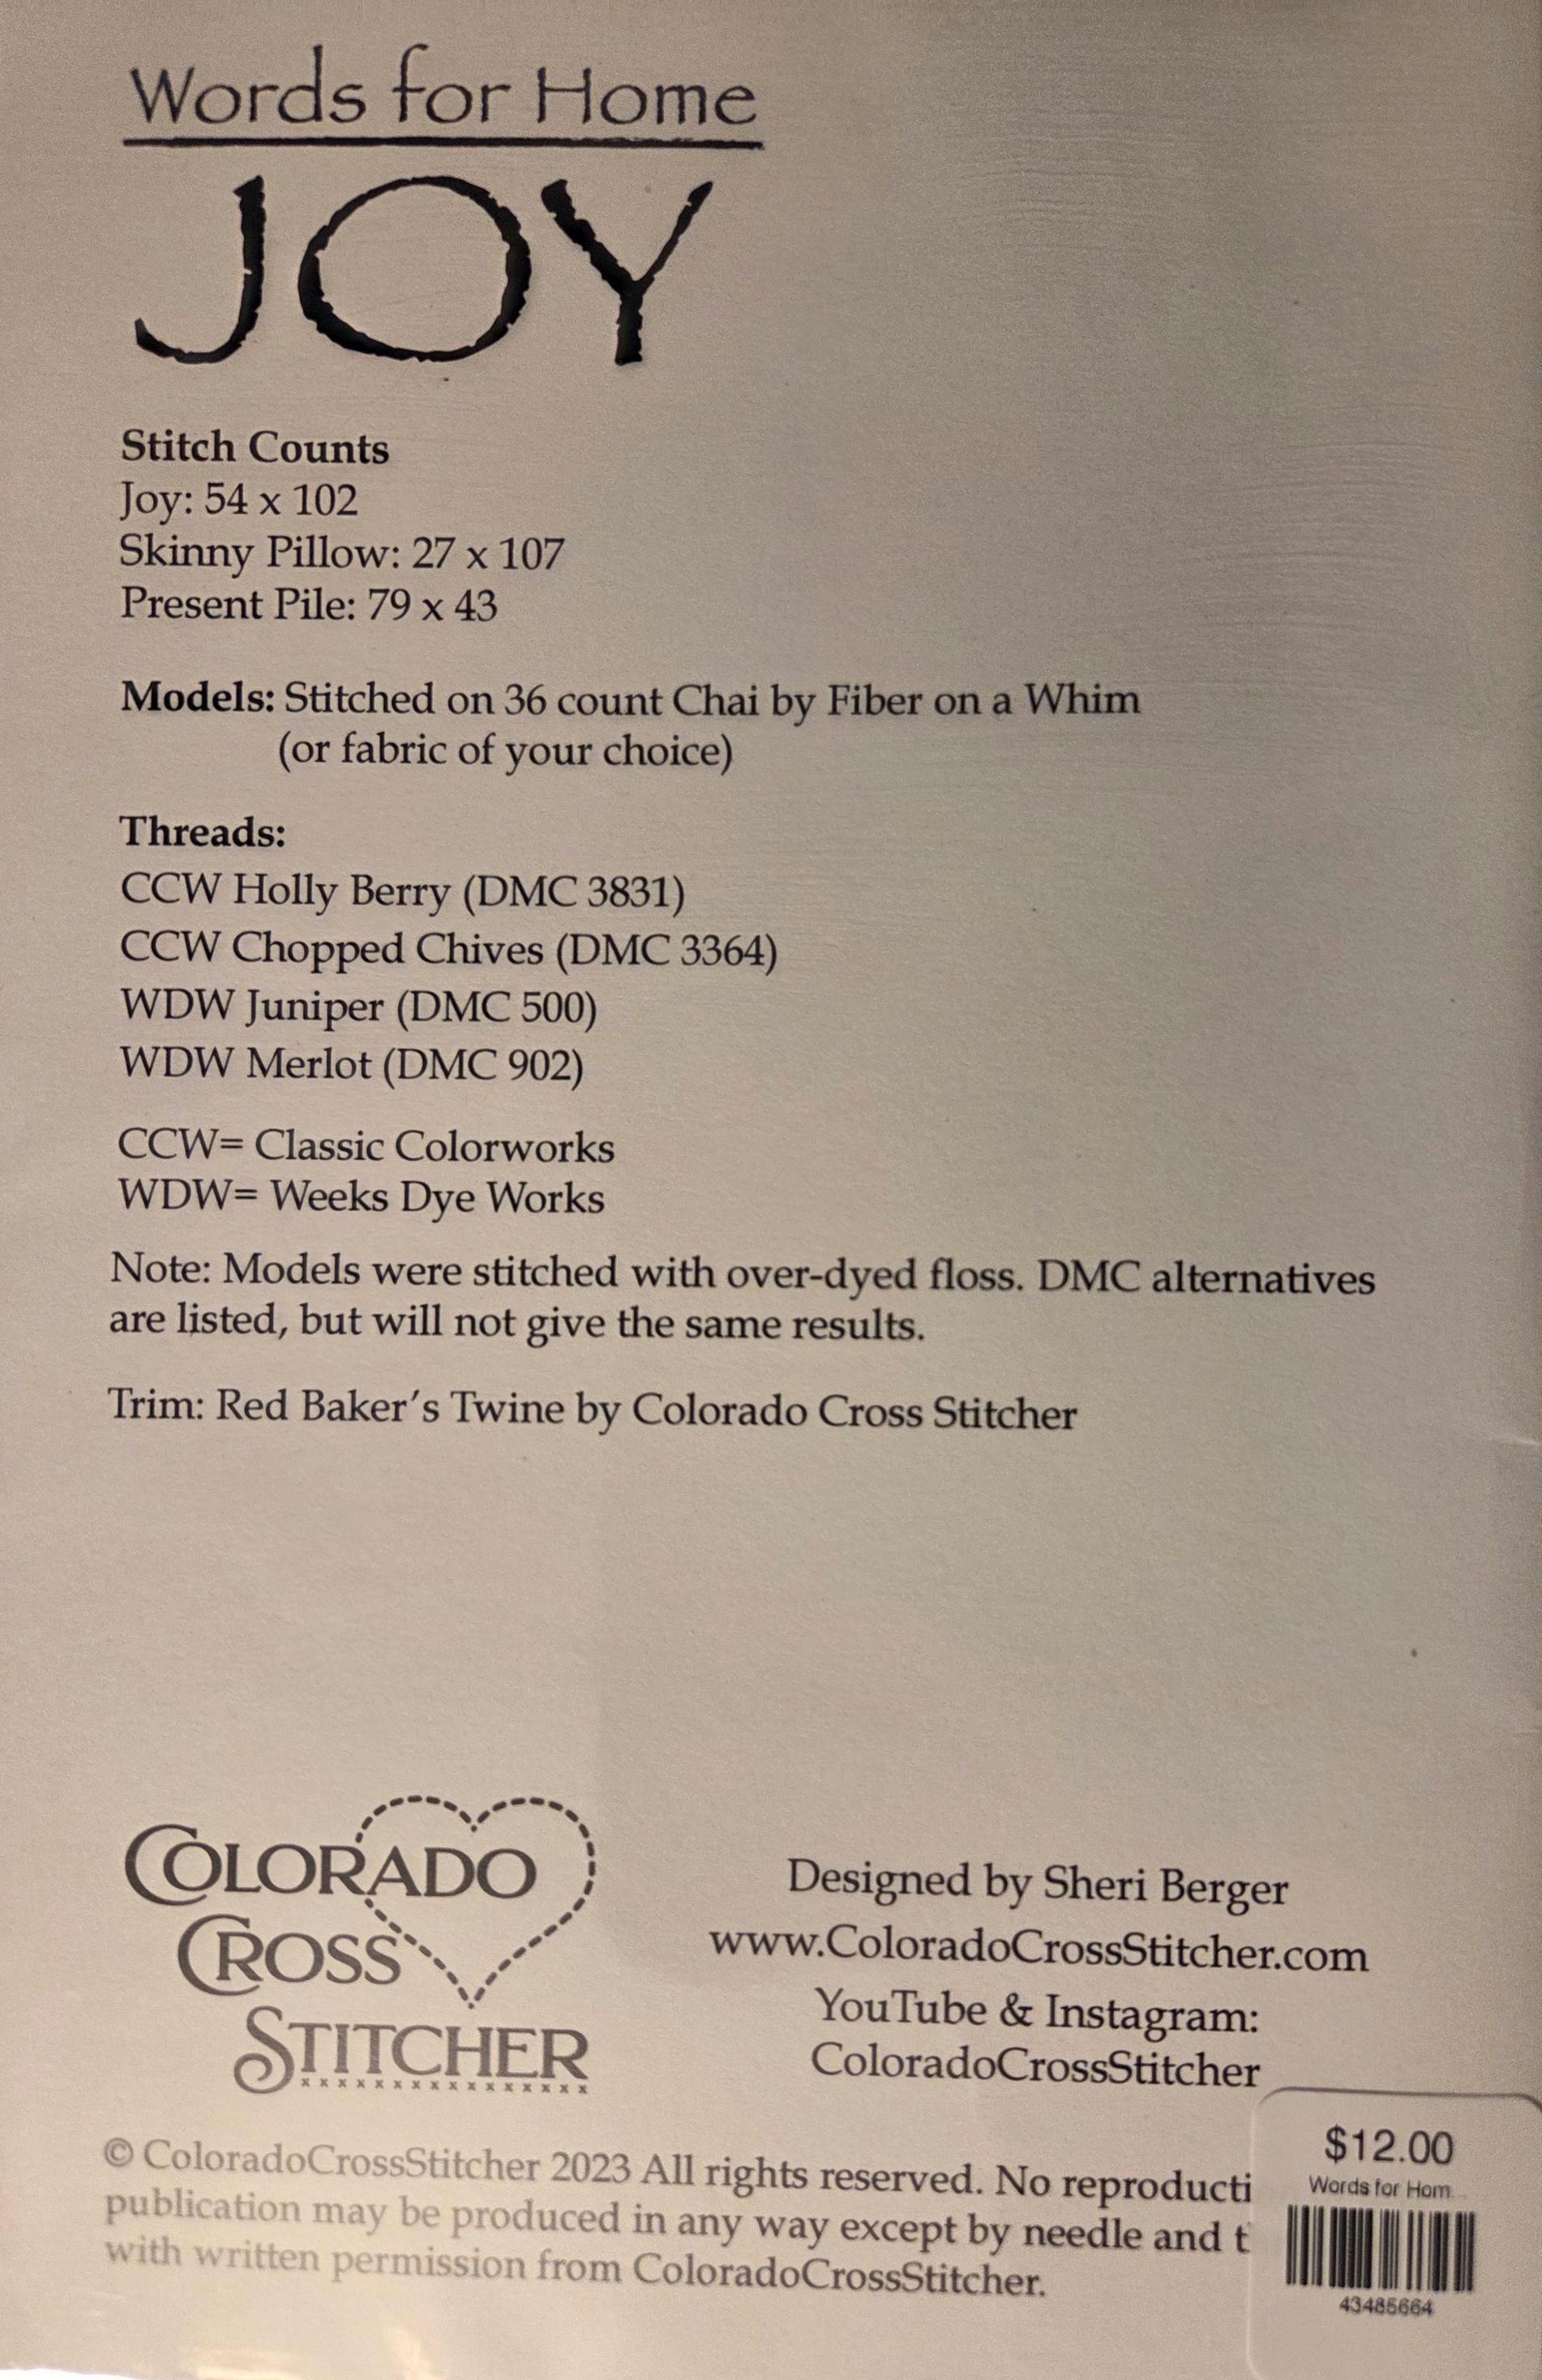 Words for Home
JOY
Stitch Counts
Joy: 54 x 102
Skinny Pillow: 27 x 107
Present Pile: 79 x 43
Models: Stitched on 36 count Chai by Fiber on a Whim
(or fabric of your choice)
Threads:
CCW Holly Berry (DMC 3831)
CCW Chopped Chives (DMC 3364)
WDW Juniper (DMC 500)
WDW Merlot (DMC 902)
CCW= Classic Colorworks
WDW= Weeks Dye Works
Note: Models were stitched with over-dyed floss. DMC alternatives
are listed, but will not give the same results.
Trim: Red Baker's Twine by Colorado Cross Stitcher
COLORADO
CROSS
STITCHER
Designed by Sheri Berger
www.ColoradoCrossStitcher.com
YouTube & Instagram:
ColoradoCrossStitcher
© ColoradoCrossStitcher 2023 All rights reserved. No reproducti
publication may be produced in any way except by needle and t
with written permission from ColoradoCrossStitcher.
$12.00
Words for Hom
43485664